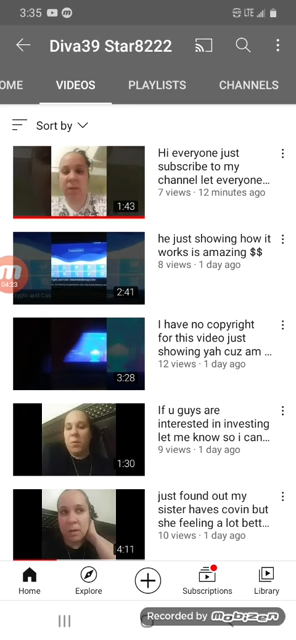 3:35
LTE
Diva39 Star8222
OME VIDEOS PLAYLISTS CHANNELS
Sort by
Hi everyone just
subscribe to my
channel let everyone...
7 views · 12 minutes ago
1:43
he just showing how it
works is amazing $$
8 views · 1 day ago
2:41
04:23
I have no copyright
for this video just
showing yah cuz am ...
12 views · 1 day ago
3:28
If u guys are
interested in investing
let me know so i can...
9 views · 1 day ago
1:30
just found out my
sister haves covin but
she feeling a lot bett...
10 views · 1 day ago
4:11
Home Explore Subscriptions Library
Recorded by Mobizen